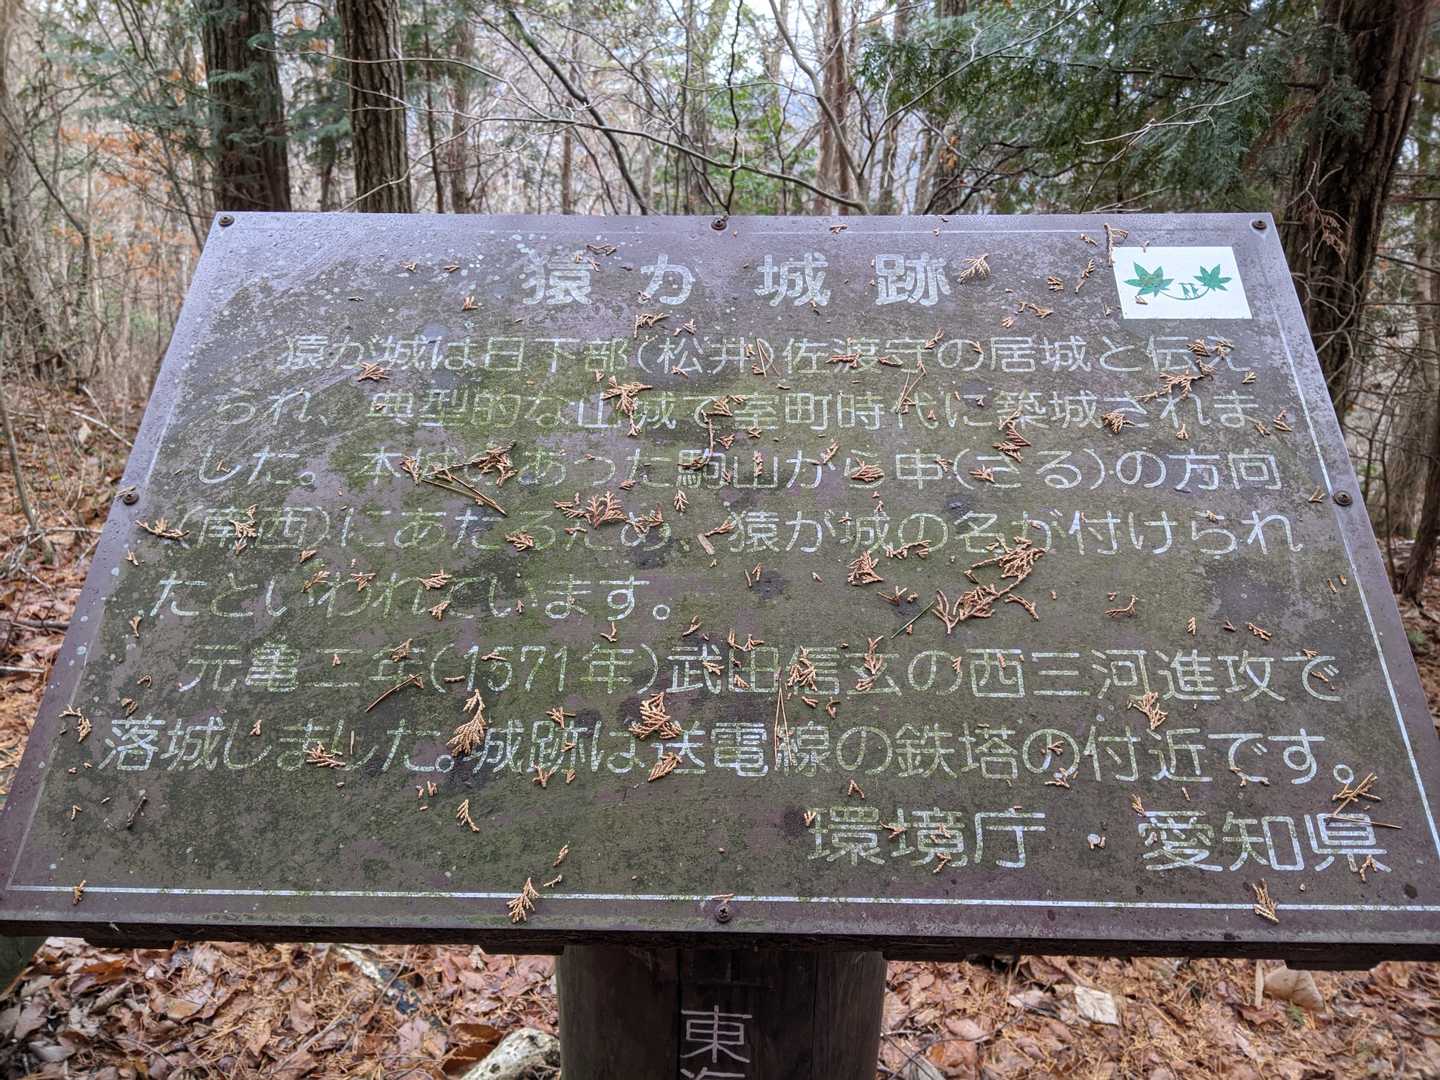 猿が城跡
猿が城は日下部(松井)佐渡守の居城と伝え
られ、典型的な山城で室町時代に築城されま
した。本城のあった駒山から申(さる)の方向
(南西)にあたるため、猿が城の名が付けられ
たといわれています。
元亀二年(1571年)武田信玄の西三河進攻で
落城しました。城跡は送電線の鉄塔の付近です。
環境庁・愛知県
東海